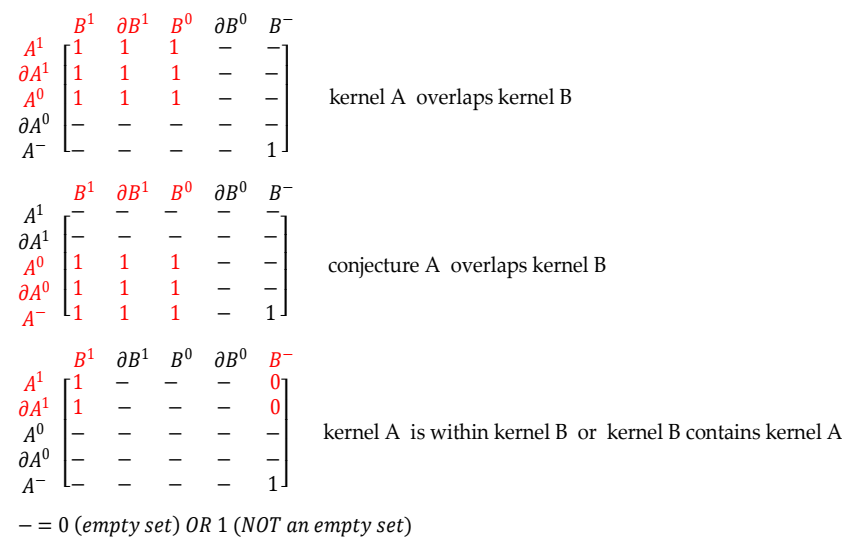 B¹ ∂B¹ B⁰ ∂B⁰ B⁻
A¹ 1 1 1 − −
∂A¹ 1 1 1 − −
A⁰ 1 1 1 − − kernel A overlaps kernel B
∂A⁰ − − − − −
A⁻ − − − − 1
B¹ ∂B¹ B⁰ ∂B⁰ B⁻
A¹ − − − − −
∂A¹ − − − − −
A⁰ 1 1 1 − − conjecture A overlaps kernel B
∂A⁰ 1 1 1 − −
A⁻ 1 1 1 − 1
B¹ ∂B¹ B⁰ ∂B⁰ B⁻
A¹ 1 − − − 0
∂A¹ 1 − − − 0
A⁰ − − − − − kernel A is within kernel B or kernel B contains kernel A
∂A⁰ − − − − −
A⁻ − − − − 1
− = 0 (empty set) OR 1 (NOT an empty set)